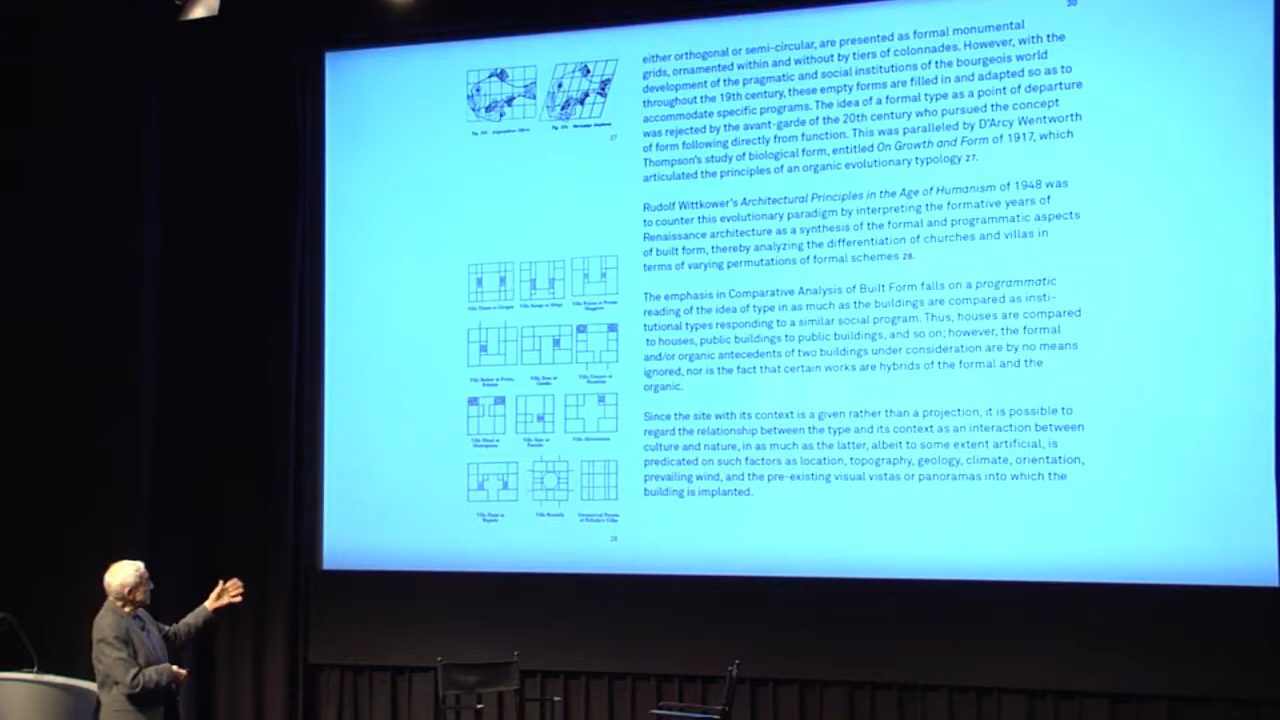 30
either orthogonal or semi-circular, are presented as formal monumental
grids, ornamented within and without by tiers of colonnades. However, with the
development of the pragmatic and social institutions of the bourgeois world
throughout the 19th century, these empty forms are filled in and adapted so as to
accommodate specific programs. The idea of a formal type as a point of departure
was rejected by the avant-garde of the 20th century who pursued the concept
of form following directly from function. This was paralleled by D'Arcy Wentworth
Thompson's study of biological form, entitled On Growth and Form of 1917, which
articulated the principles of an organic evolutionary typology 27.
27
Rudolf Wittkower's Architectural Principles in the Age of Humanism of 1948 was
to counter this evolutionary paradigm by interpreting the formative years of
Renaissance architecture as a synthesis of the formal and programmatic aspects
of built form, thereby analyzing the differentiation of churches and villas in
terms of varying permutations of formal schemes 28.
The emphasis in Comparative Analysis of Built Form falls on a programmatic
reading of the idea of type in as much as the buildings are compared as insti-
tutional types responding to a similar social program. Thus, houses are compared
to houses, public buildings to public buildings, and so on; however, the formal
and/or organic antecedents of two buildings under consideration are by no means
ignored, nor is the fact that certain works are hybrids of the formal and the
organic.
Since the site with its context is a given rather than a projection, it is possible to
regard the relationship between the type and its context as an interaction between
culture and nature, in as much as the latter, albeit to some extent artificial, is
predicated on such factors as location, topography, geology, climate, orientation,
prevailing wind, and the pre-existing visual vistas or panoramas into which the
building is implanted.
Villa Malcontenta
Villa Rotonda
28